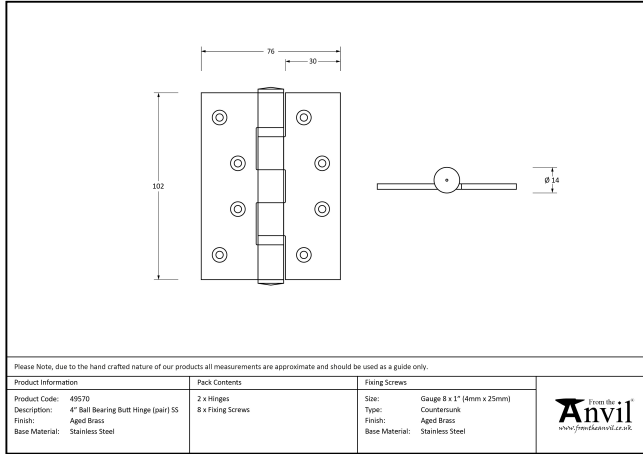 76
30
102
Ø 14
Please Note, due to the hand crafted nature of our products all measurements are approximate and should be used as a guide only.
Product Information
Product Code: 49570
Description: 4" Ball Bearing Butt Hinge (pair) SS
Finish: Aged Brass
Base Material: Stainless Steel
Pack Contents
2 x Hinges
8 x Fixing Screws
Fixing Screws
Size: Gauge 8 x 1" (4mm x 25mm)
Type: Countersunk
Finish: Aged Brass
Base Material: Stainless Steel
From the
Anvil
www.fromtheanvil.co.uk